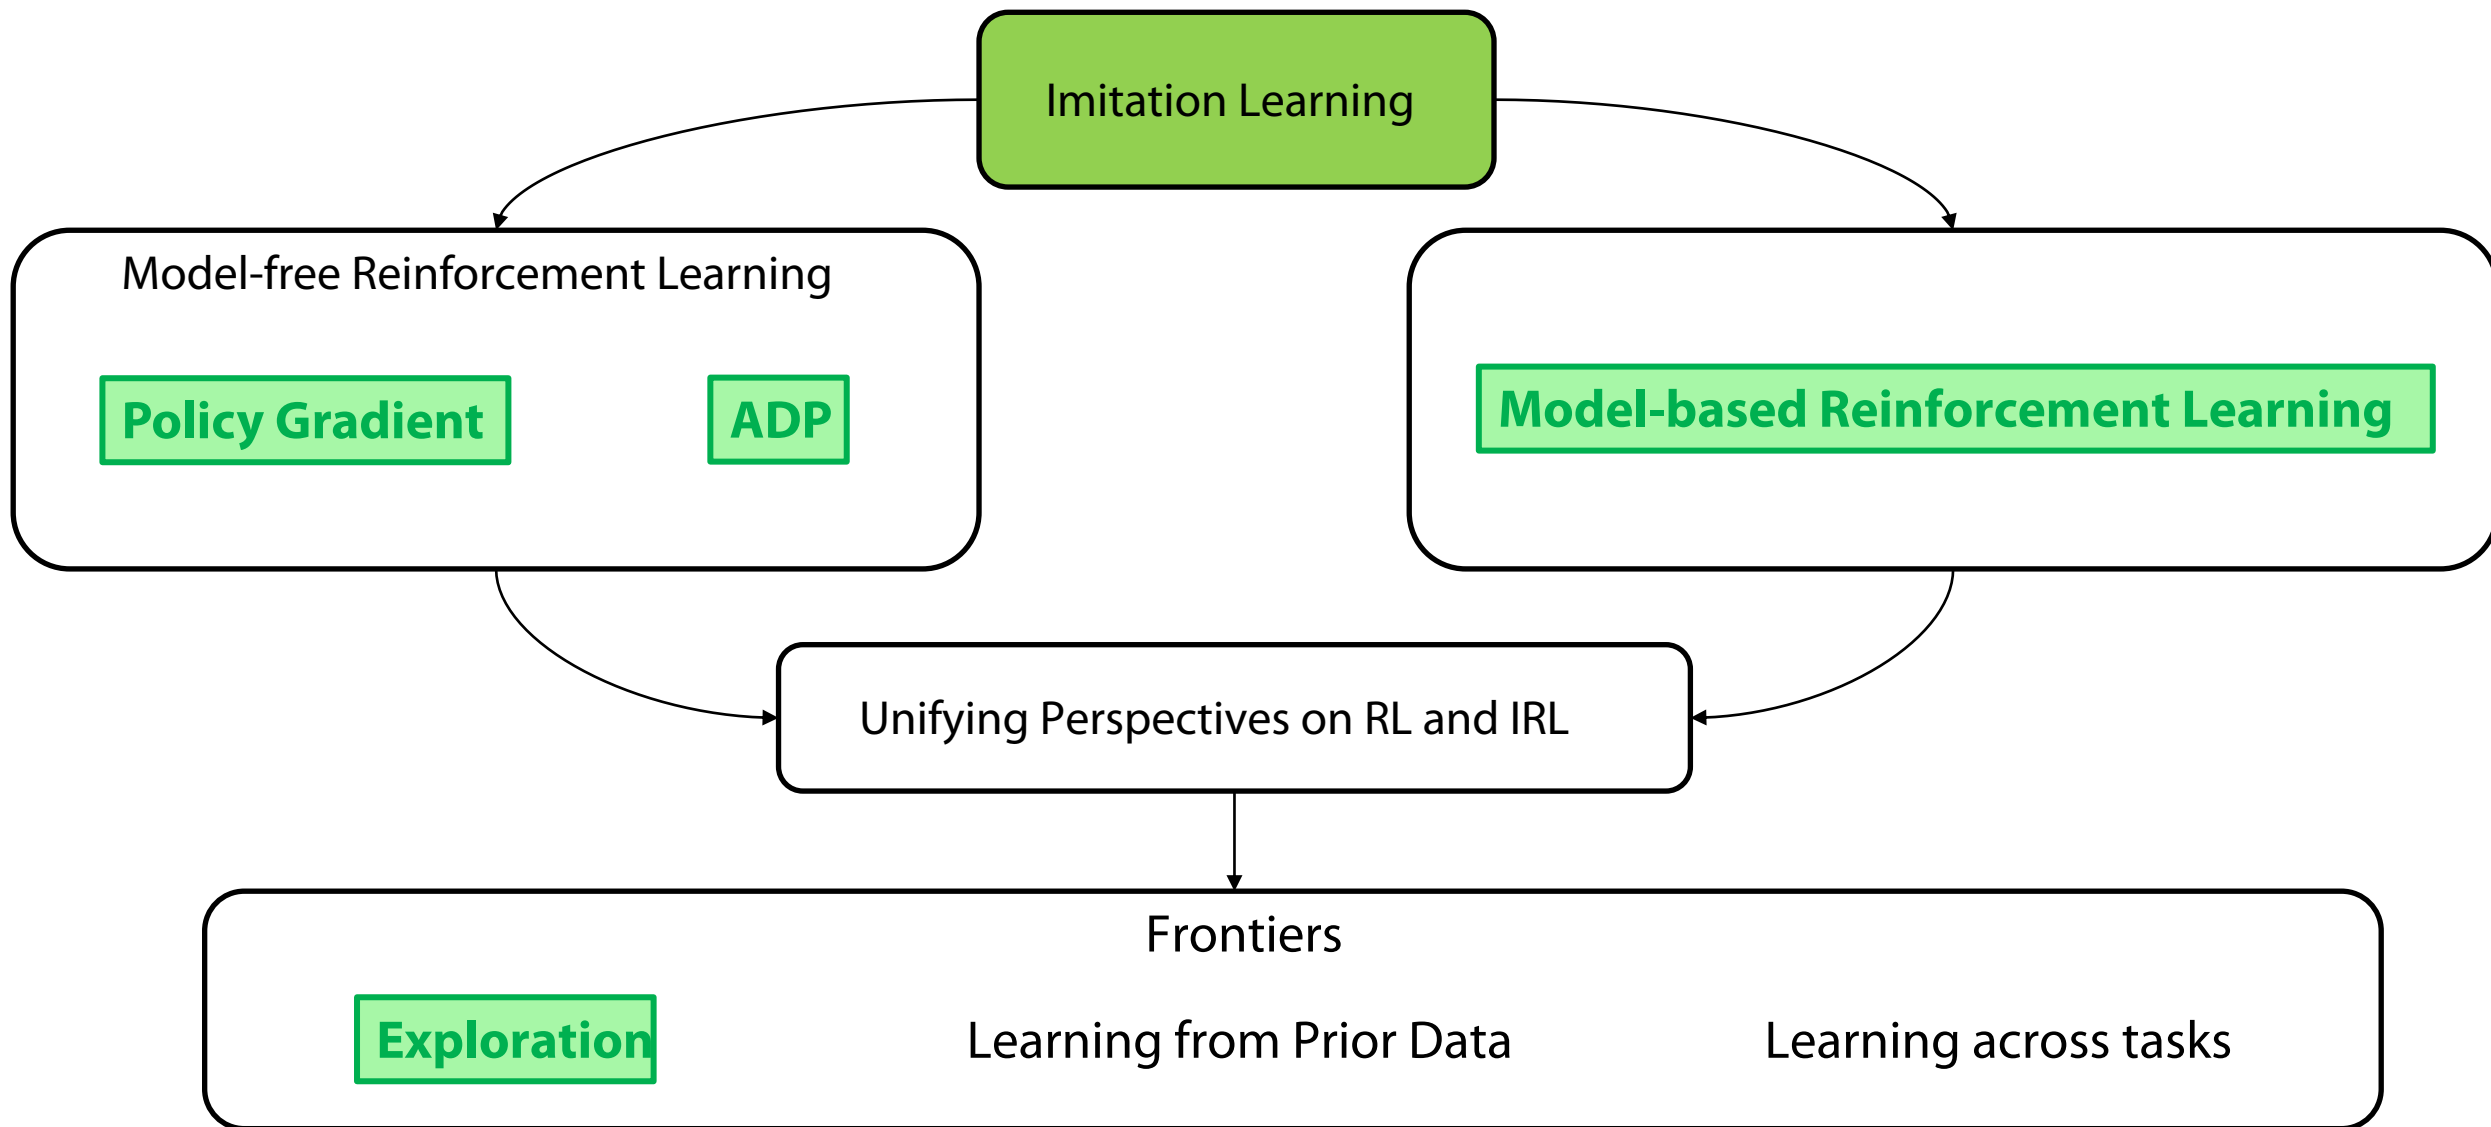 Imitation Learning
Model-free Reinforcement Learning
Policy Gradient
ADP
Model-based Reinforcement Learning
Unifying Perspectives on RL and IRL
Frontiers
Exploration
Learning from Prior Data
Learning across tasks